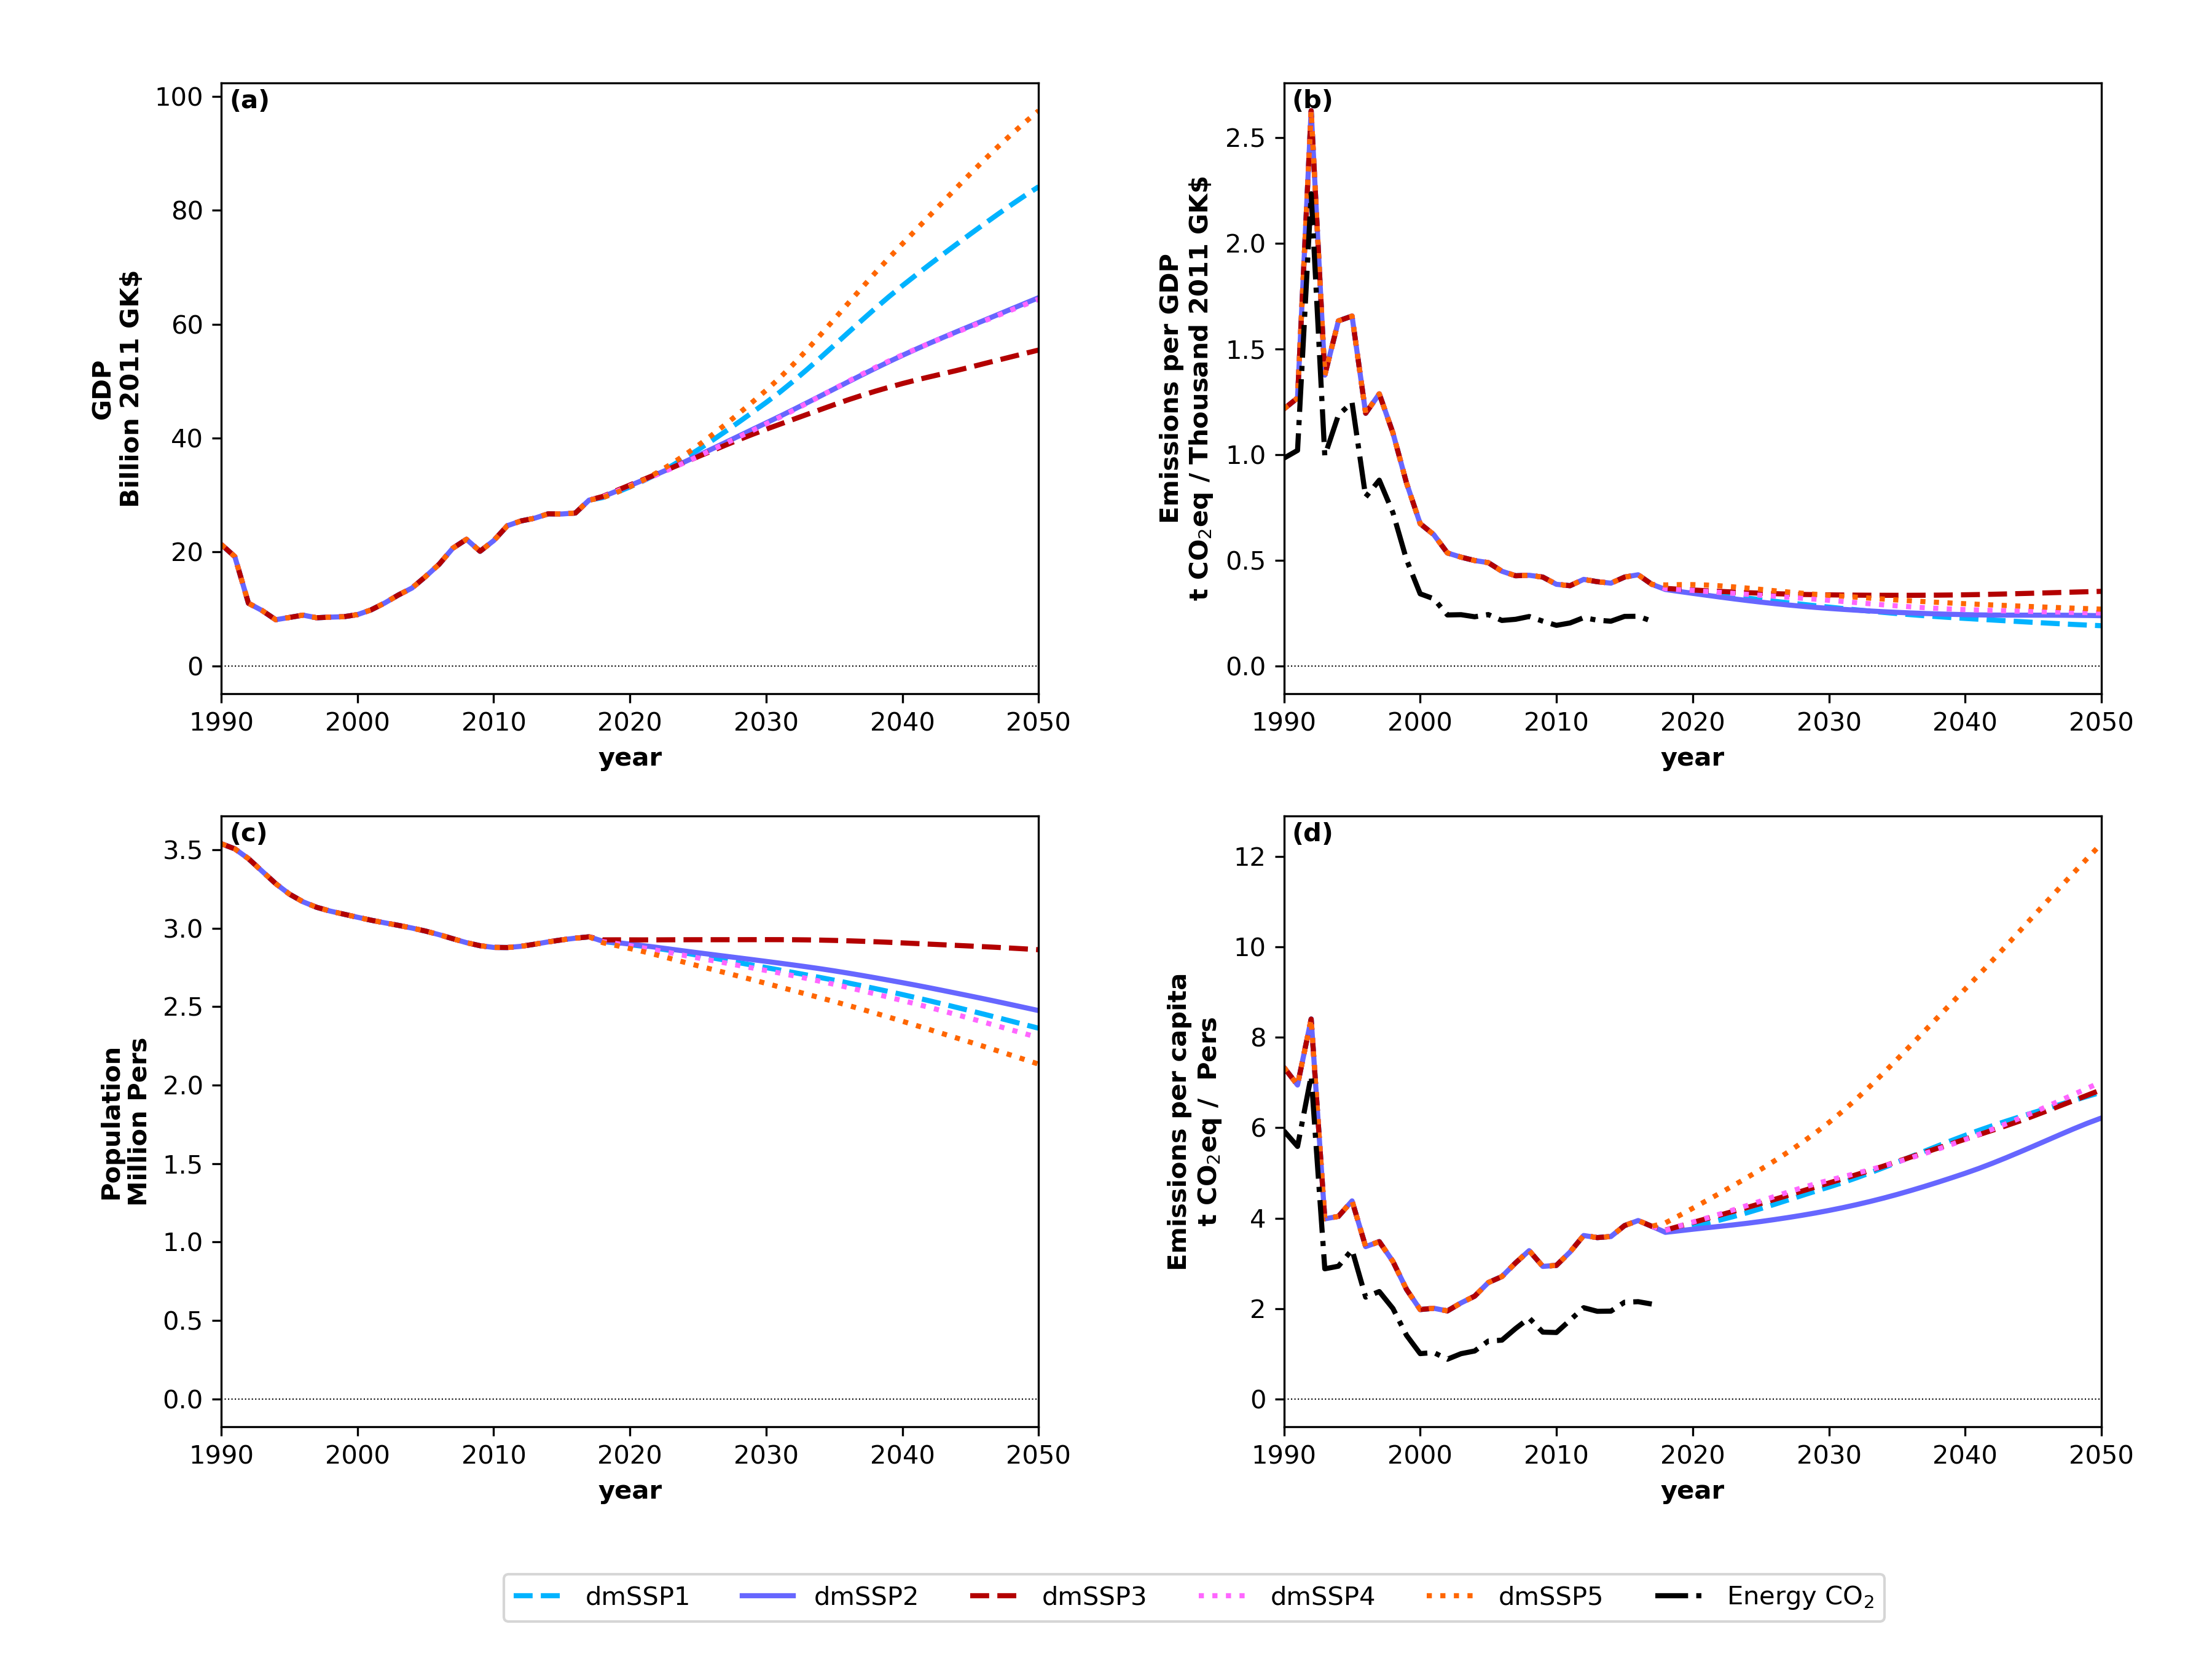 (a)
100
80
60
40
20
0
GDP
Billion 2011 GK$
1990 2000 2010 2020 2030 2040 2050
year
(b)
2.5
2.0
1.5
1.0
0.5
0.0
Emissions per GDP
t CO₂eq / Thousand 2011 GK$
1990 2000 2010 2020 2030 2040 2050
year
(c)
3.5
3.0
2.5
2.0
1.5
1.0
0.5
0.0
Population
Million Pers
1990 2000 2010 2020 2030 2040 2050
year
(d)
12
10
8
6
4
2
0
Emissions per capita
t CO₂eq / Pers
1990 2000 2010 2020 2030 2040 2050
year
dmSSP1 dmSSP2 dmSSP3 dmSSP4 dmSSP5 Energy CO₂